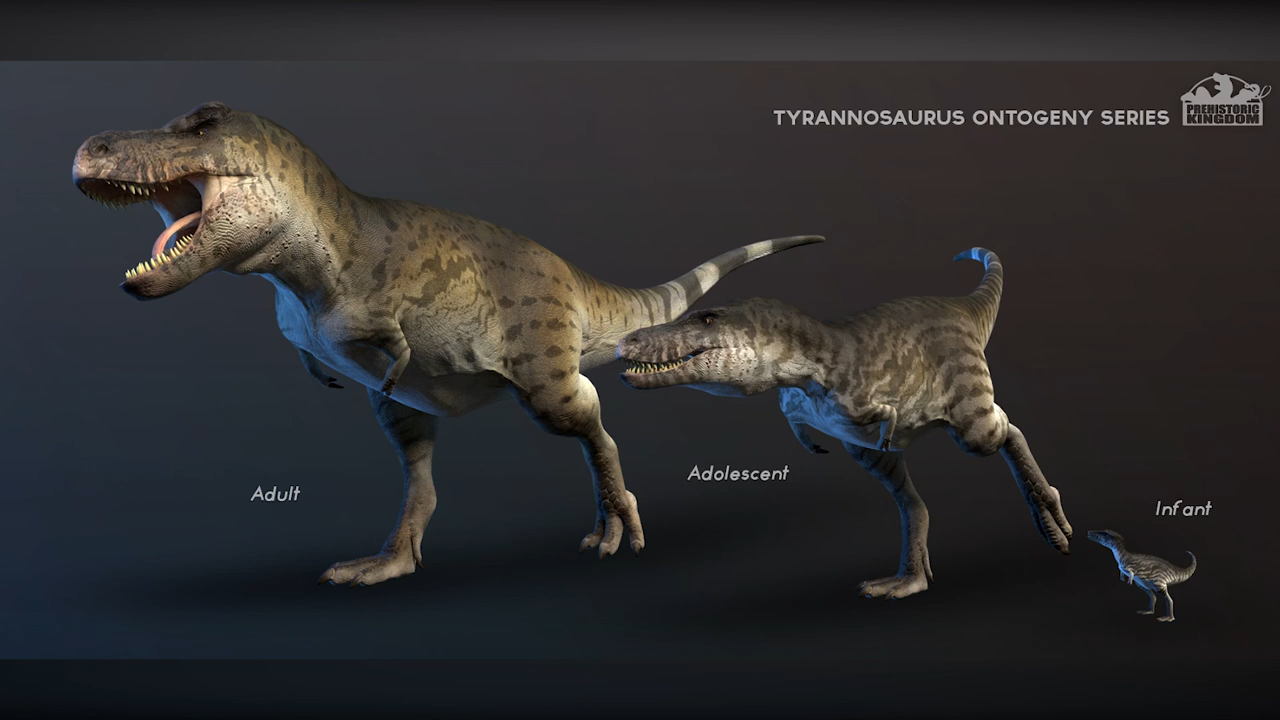 TYRANNOSAURUS ONTOGENY SERIES
PREHISTORIC
KINGDOM
Adult
Adolescent
Infant